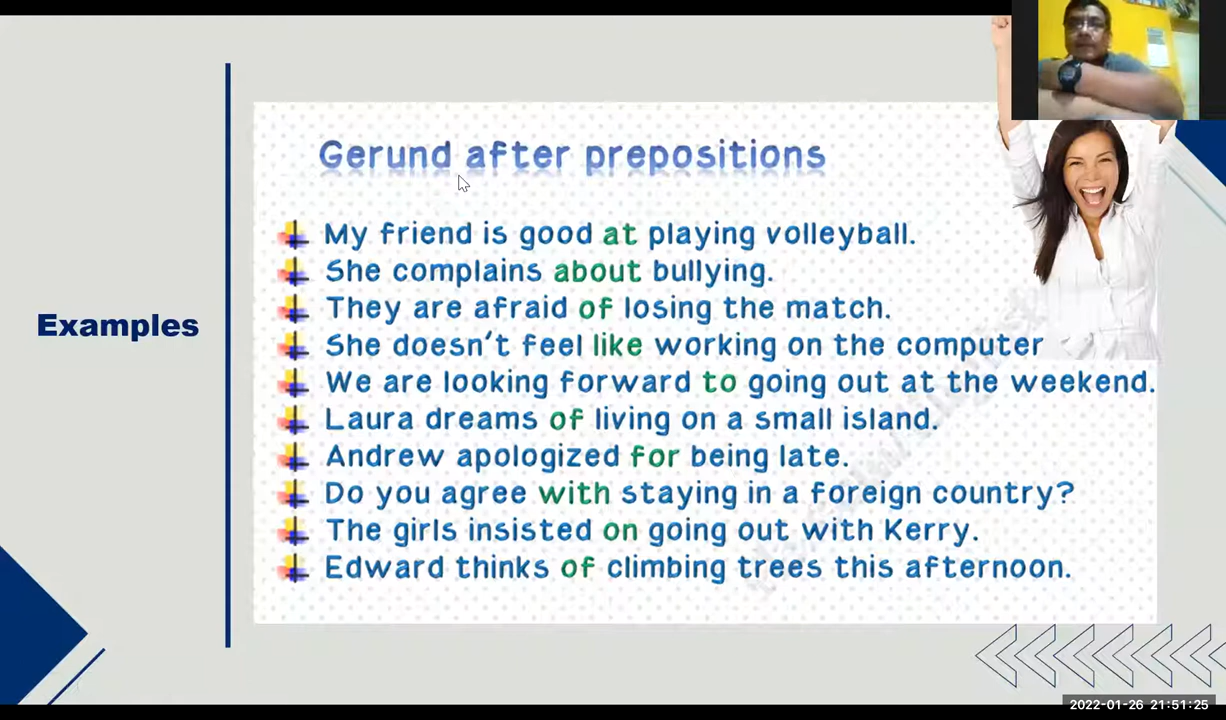 Gerund after prepositions
My friend is good at playing volleyball.
She complains about bullying.
They are afraid of losing the match.
She doesn't feel like working on the computer
We are looking forward to going out at the weekend.
Laura dreams of living on a small island.
Andrew apologized for being late.
Do you agree with staying in a foreign country?
The girls insisted on going out with Kerry.
Edward thinks of climbing trees this afternoon.
Examples
2022-01-26 21:51:25